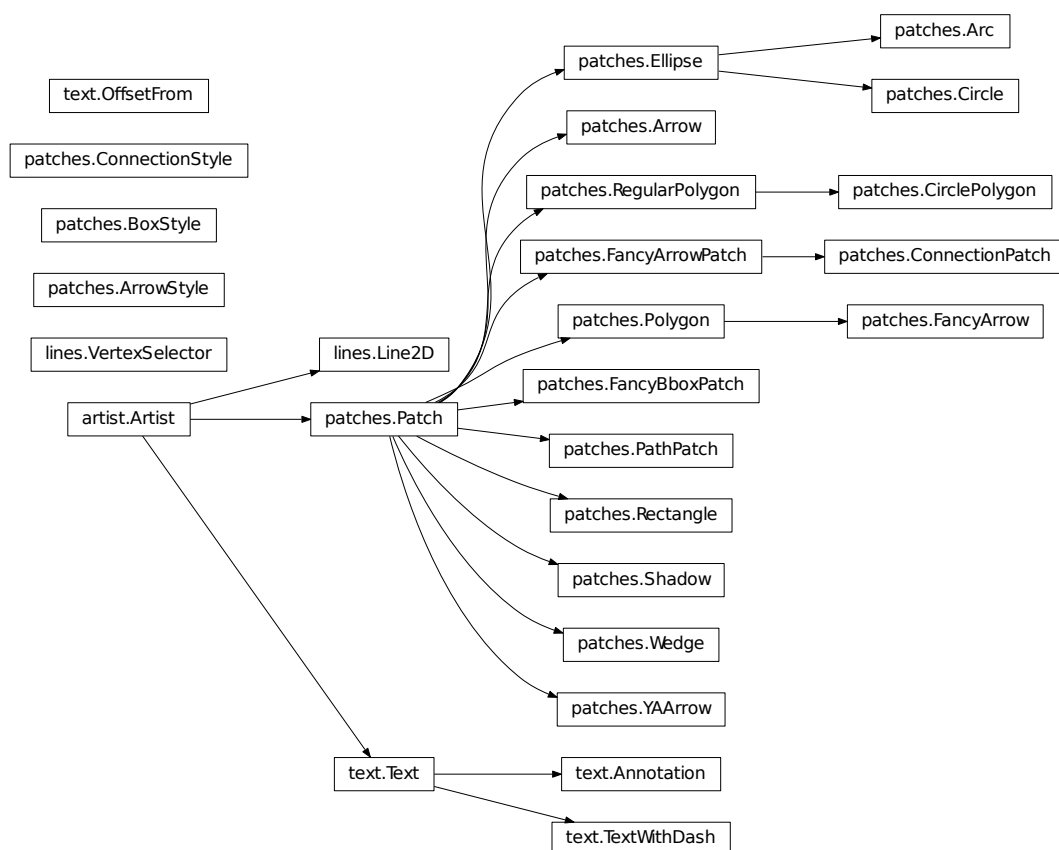 patches.Arc
patches.Ellipse
text.OffsetFrom
patches.Circle
patches.Arrow
patches.ConnectionStyle
patches.RegularPolygon
patches.CirclePolygon
patches.BoxStyle
patches.FancyArrowPatch
patches.ConnectionPatch
patches.ArrowStyle
patches.Polygon
patches.FancyArrow
lines.VertexSelector
lines.Line2D
patches.FancyBboxPatch
artist.Artist
patches.Patch
patches.PathPatch
patches.Rectangle
patches.Shadow
patches.Wedge
patches.YAArrow
text.Text
text.Annotation
text.TextWithDash